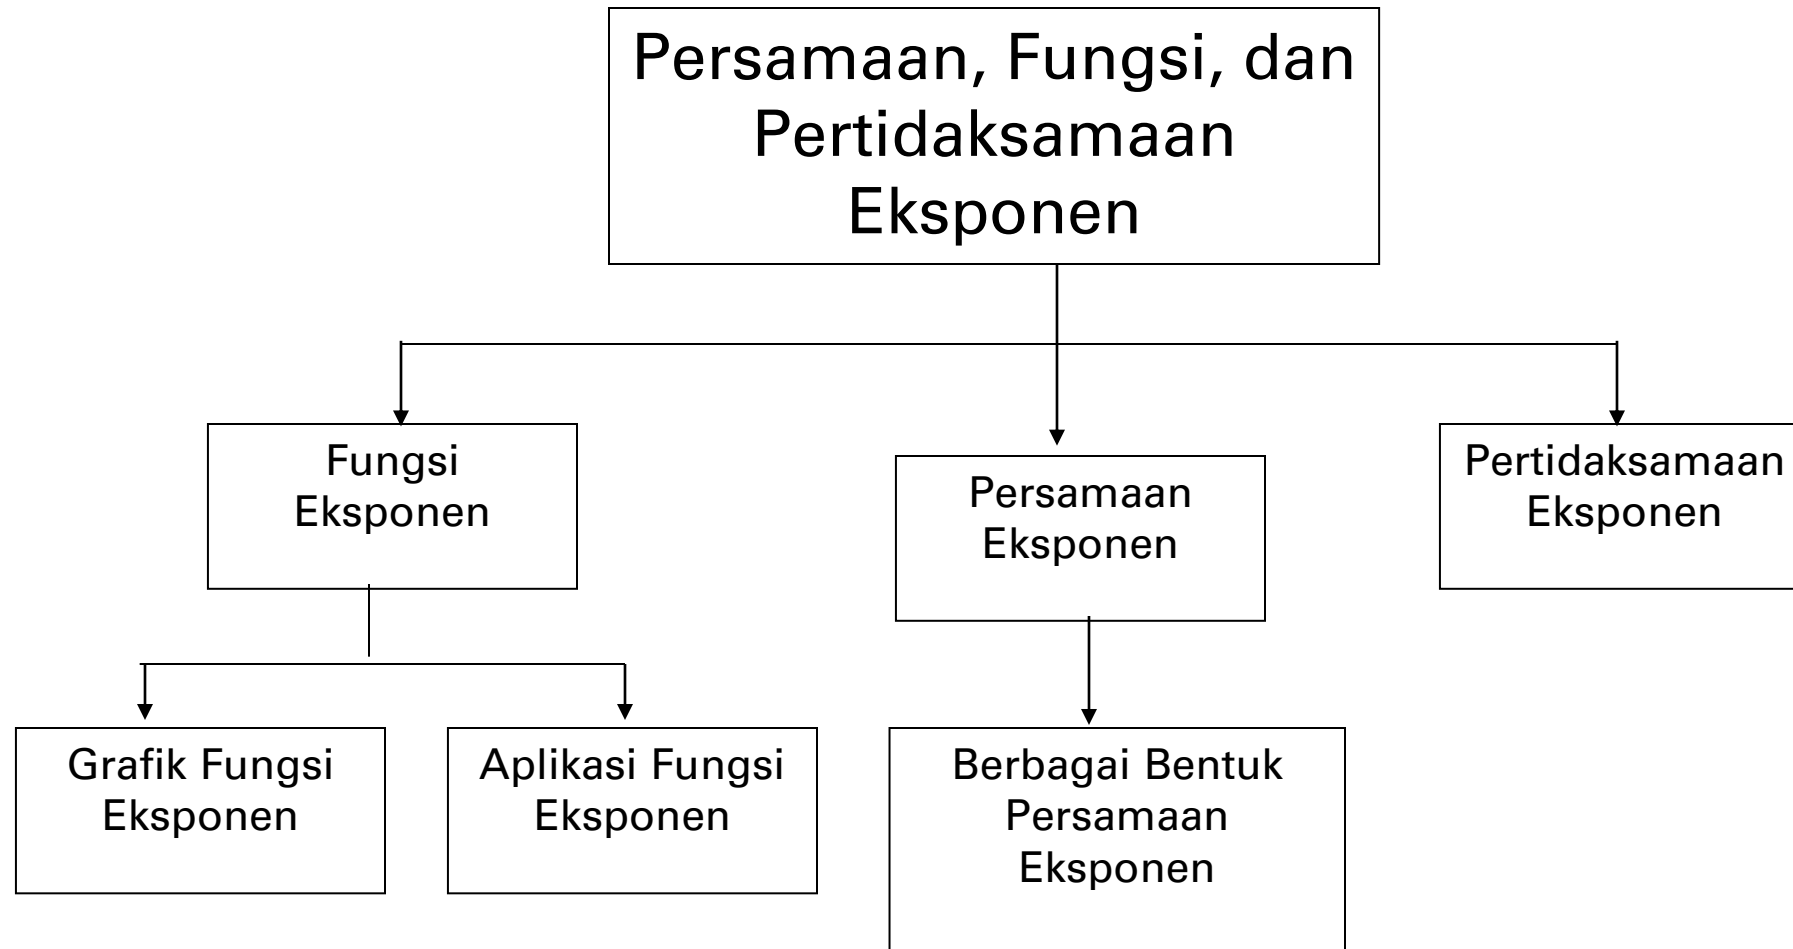 Persamaan, Fungsi, dan
Pertidaksamaan
Eksponen
Fungsi
Eksponen
Persamaan
Eksponen
Pertidaksamaan
Eksponen
Grafik Fungsi
Eksponen
Aplikasi Fungsi
Eksponen
Berbagai Bentuk
Persamaan
Eksponen